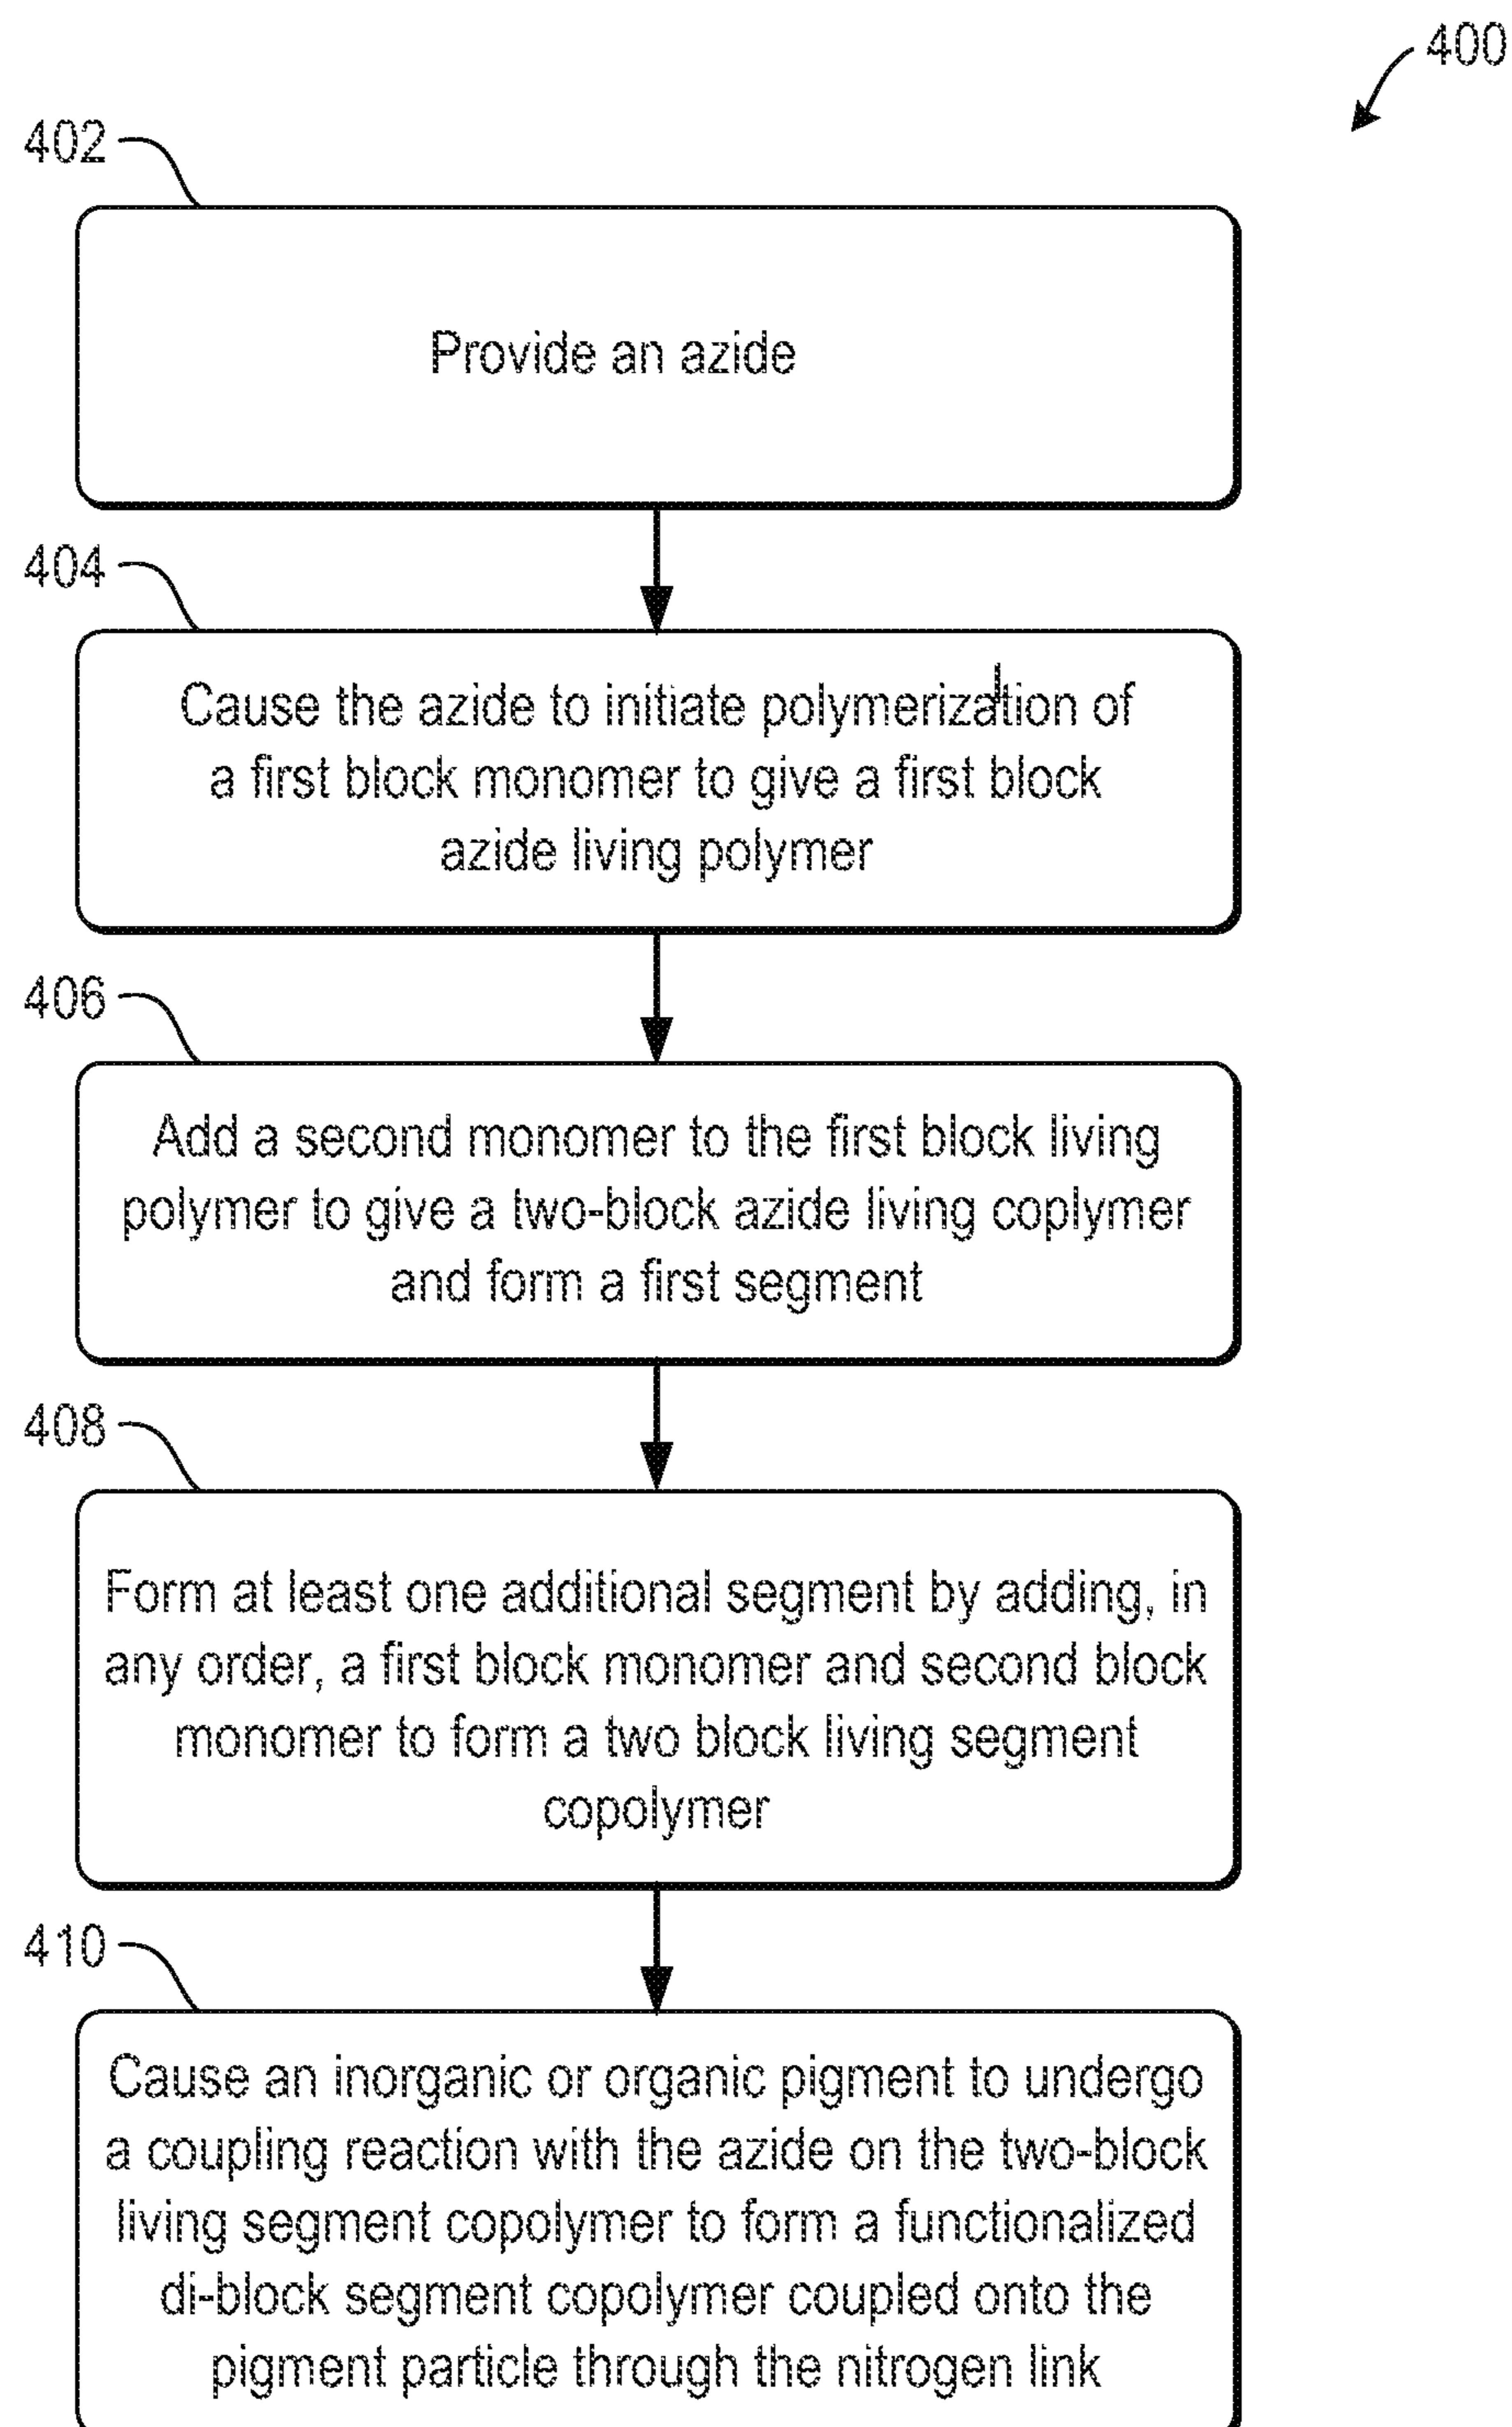 400
402
Provide an azide
404
Cause the azide to initiate polymerization of
a first block monomer to give a first block
azide living polymer
406
Add a second monomer to the first block living
polymer to give a two-block azide living coplymer
and form a first segment
408
Form at least one additional segment by adding, in
any order, a first block monomer and second block
monomer to form a two block living segment
copolymer
410
Cause an inorganic or organic pigment to undergo
a coupling reaction with the azide on the two-block
living segment copolymer to form a functionalized
di-block segment copolymer coupled onto the
pigment particle through the nitrogen link